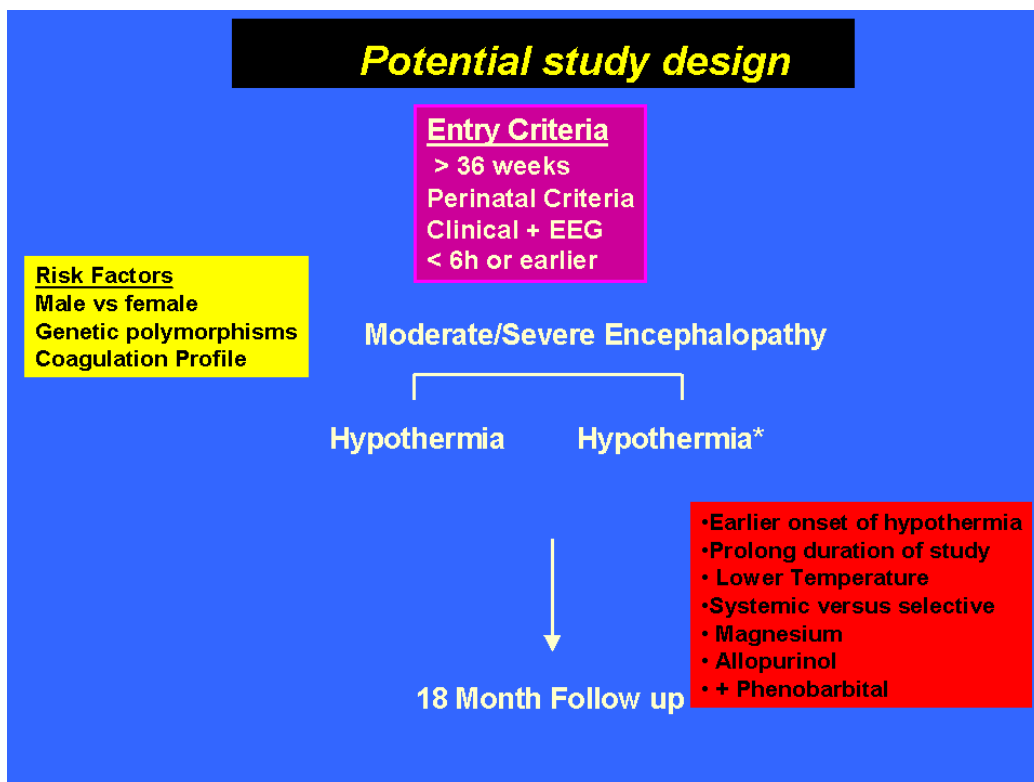 Potential study design
Entry Criteria
> 36 weeks
Perinatal Criteria
Clinical + EEG
< 6h or earlier
Risk Factors
Male vs female
Genetic polymorphisms
Coagulation Profile
Moderate/Severe Encephalopathy
Hypothermia Hypothermia*
•Earlier onset of hypothermia
•Prolong duration of study
• Lower Temperature
•Systemic versus selective
• Magnesium
• Allopurinol
• + Phenobarbital
18 Month Follow up